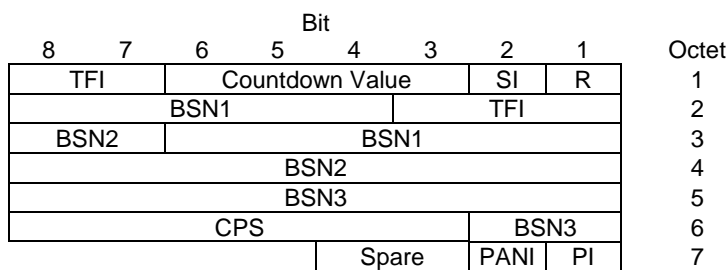 Bit
8 7 6 5 4 3 2 1 Octet
TFI Countdown Value SI R 1
BSN1 TFI 2
BSN2 BSN1 3
BSN2 4
BSN3 5
CPS BSN3 6
Spare PANI PI 7